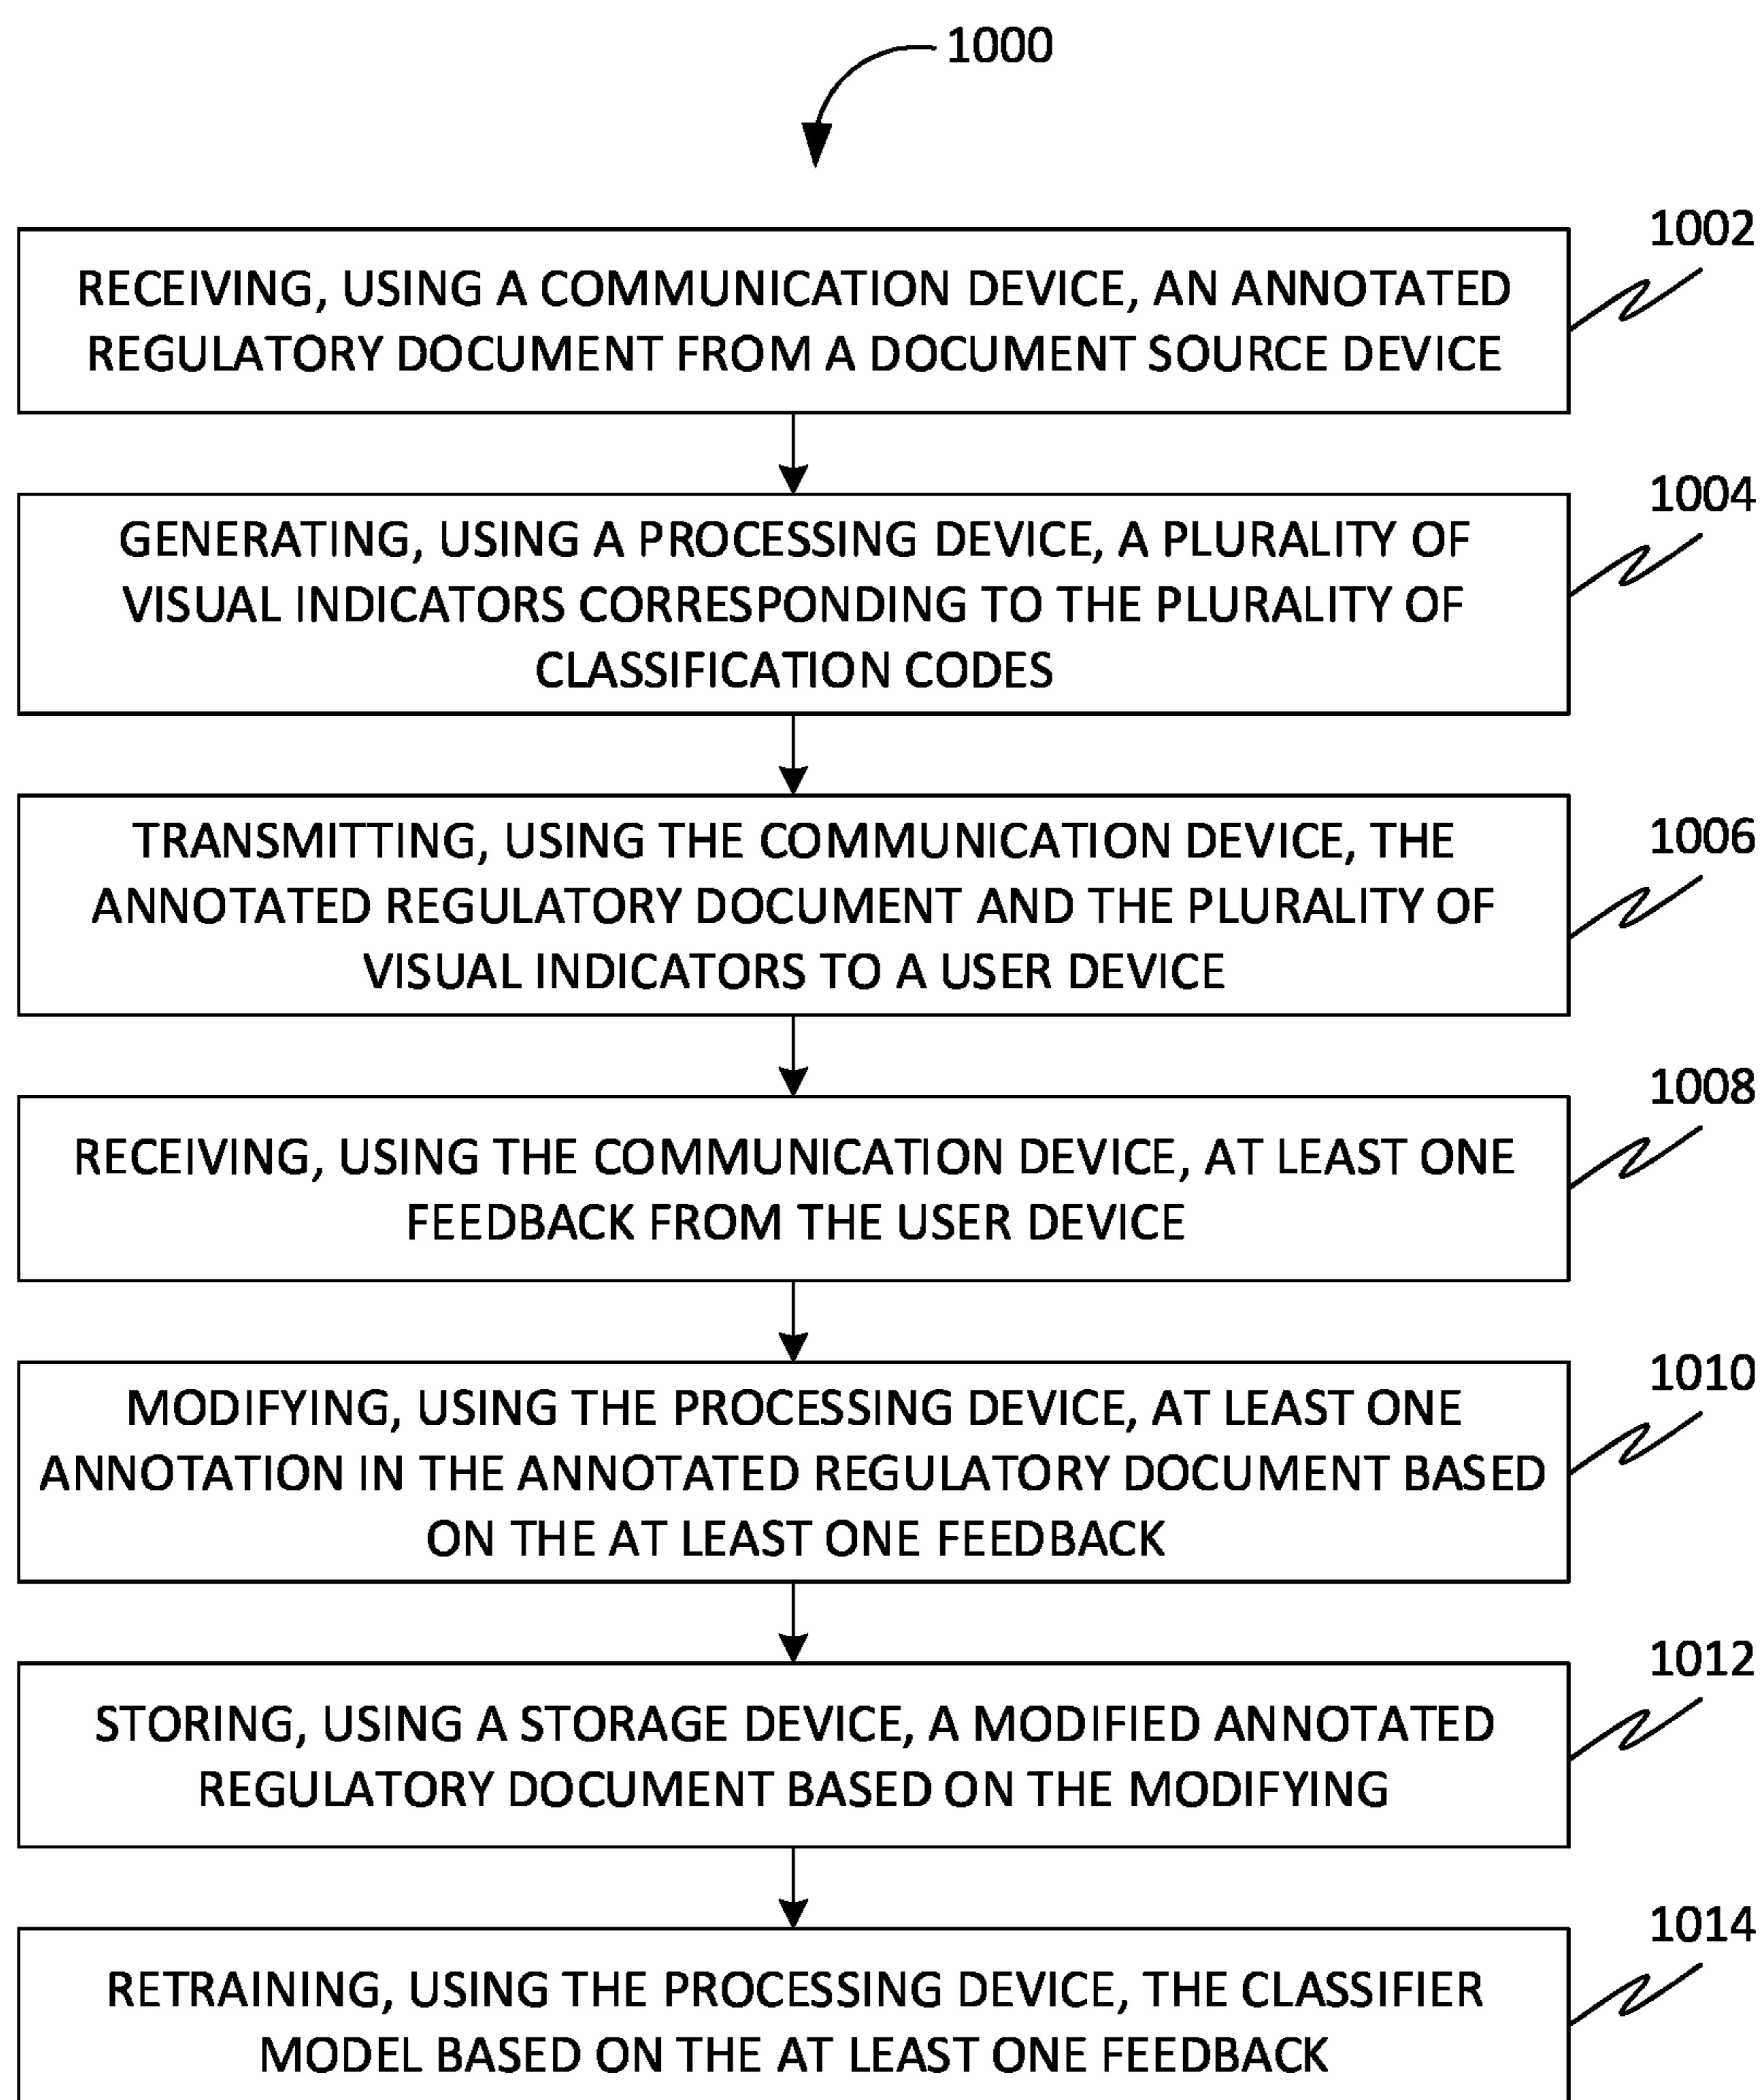 1000
1002
RECEIVING, USING A COMMUNICATION DEVICE, AN ANNOTATED
REGULATORY DOCUMENT FROM A DOCUMENT SOURCE DEVICE
1004
GENERATING, USING A PROCESSING DEVICE, A PLURALITY OF
VISUAL INDICATORS CORRESPONDING TO THE PLURALITY OF
CLASSIFICATION CODES
1006
TRANSMITTING, USING THE COMMUNICATION DEVICE, THE
ANNOTATED REGULATORY DOCUMENT AND THE PLURALITY OF
VISUAL INDICATORS TO A USER DEVICE
1008
RECEIVING, USING THE COMMUNICATION DEVICE, AT LEAST ONE
FEEDBACK FROM THE USER DEVICE
1010
MODIFYING, USING THE PROCESSING DEVICE, AT LEAST ONE
ANNOTATION IN THE ANNOTATED REGULATORY DOCUMENT BASED
ON THE AT LEAST ONE FEEDBACK
1012
STORING, USING A STORAGE DEVICE, A MODIFIED ANNOTATED
REGULATORY DOCUMENT BASED ON THE MODIFYING
1014
RETRAINING, USING THE PROCESSING DEVICE, THE CLASSIFIER
MODEL BASED ON THE AT LEAST ONE FEEDBACK